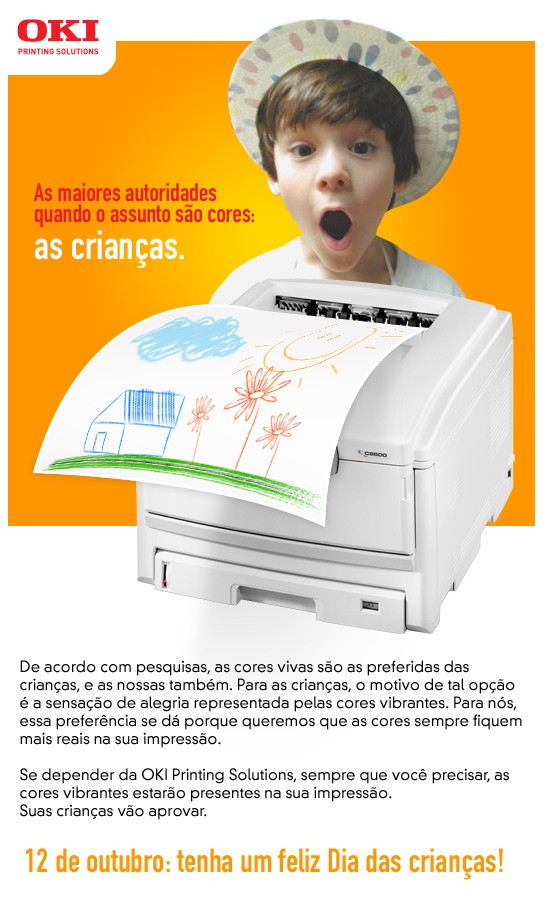 OKI
PRINTING SOLUTIONS
As maiores autoridades
quando o assunto são cores:
as crianças.
C8800
De acordo com pesquisas, as cores vivas são as preferidas das
crianças, e as nossas também. Para as crianças, o motivo de tal opção
é a sensação de alegria representada pelas cores vibrantes. Para nós,
essa preferência se dá porque queremos que as cores sempre fiquem
mais reais na sua impressão.
Se depender da OKI Printing Solutions, sempre que você precisar, as
cores vibrantes estarão presentes na sua impressão.
Suas crianças vão aprovar.
12 de outubro: tenha um feliz Dia das crianças!